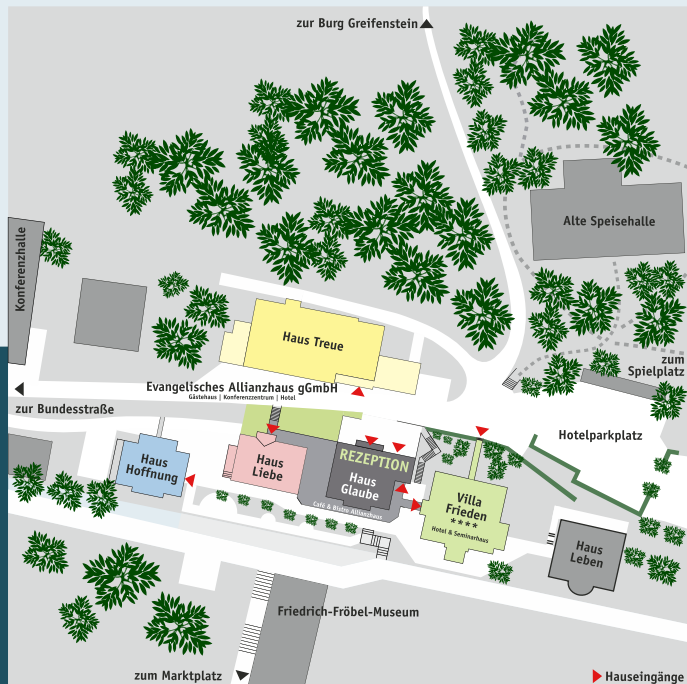 zur Burg Greifenstein
Alte Speisehalle
Konferenzhalle
Haus Treue
zum
Spielplatz
Evangelisches Allianzhaus gGmbH
Gästehaus | Konferenzzentrum | Hotel
zur Bundesstraße
Hotelparkplatz
Haus
Hoffnung
Haus
Liebe
REZEPTION
Haus
Glaube
Café & Bistro Allianzhaus
Villa
Frieden
****
Hotel & Seminarhaus
Haus
Leben
Friedrich-Fröbel-Museum
zum Marktplatz
Hauseingänge